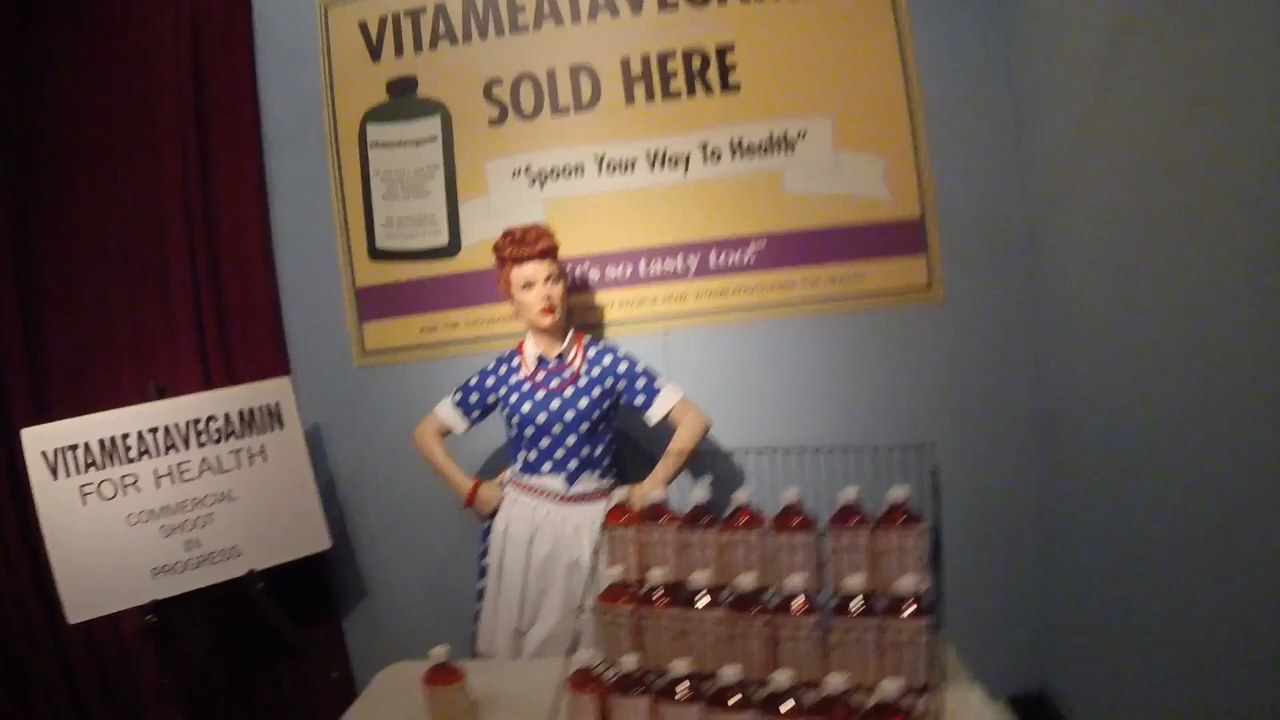 VITAMEATAVEGAMIN
SOLD HERE
"Spoon Your Way To Health"
it's so tasty too!"
VITAMEATAVEGAMIN
FOR HEALTH
COMMERCIAL
SHOOT
IN
PROGRESS